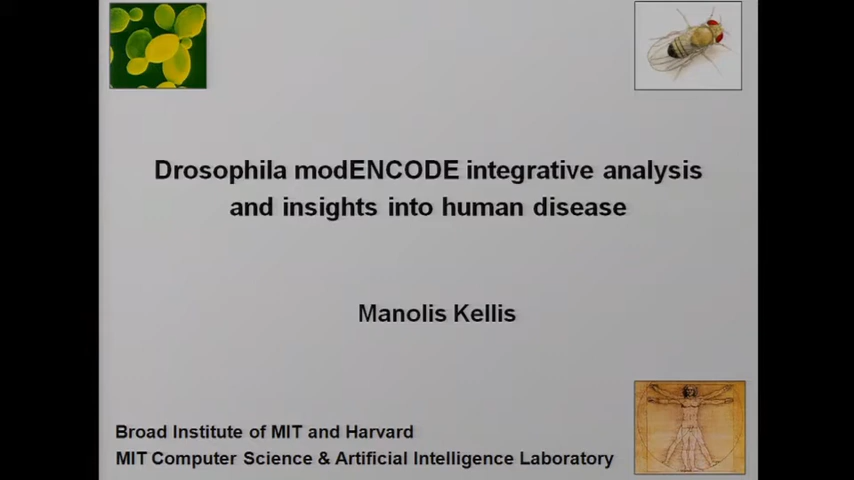 Drosophila modENCODE integrative analysis
and insights into human disease
Manolis Kellis
Broad Institute of MIT and Harvard
MIT Computer Science & Artificial Intelligence Laboratory